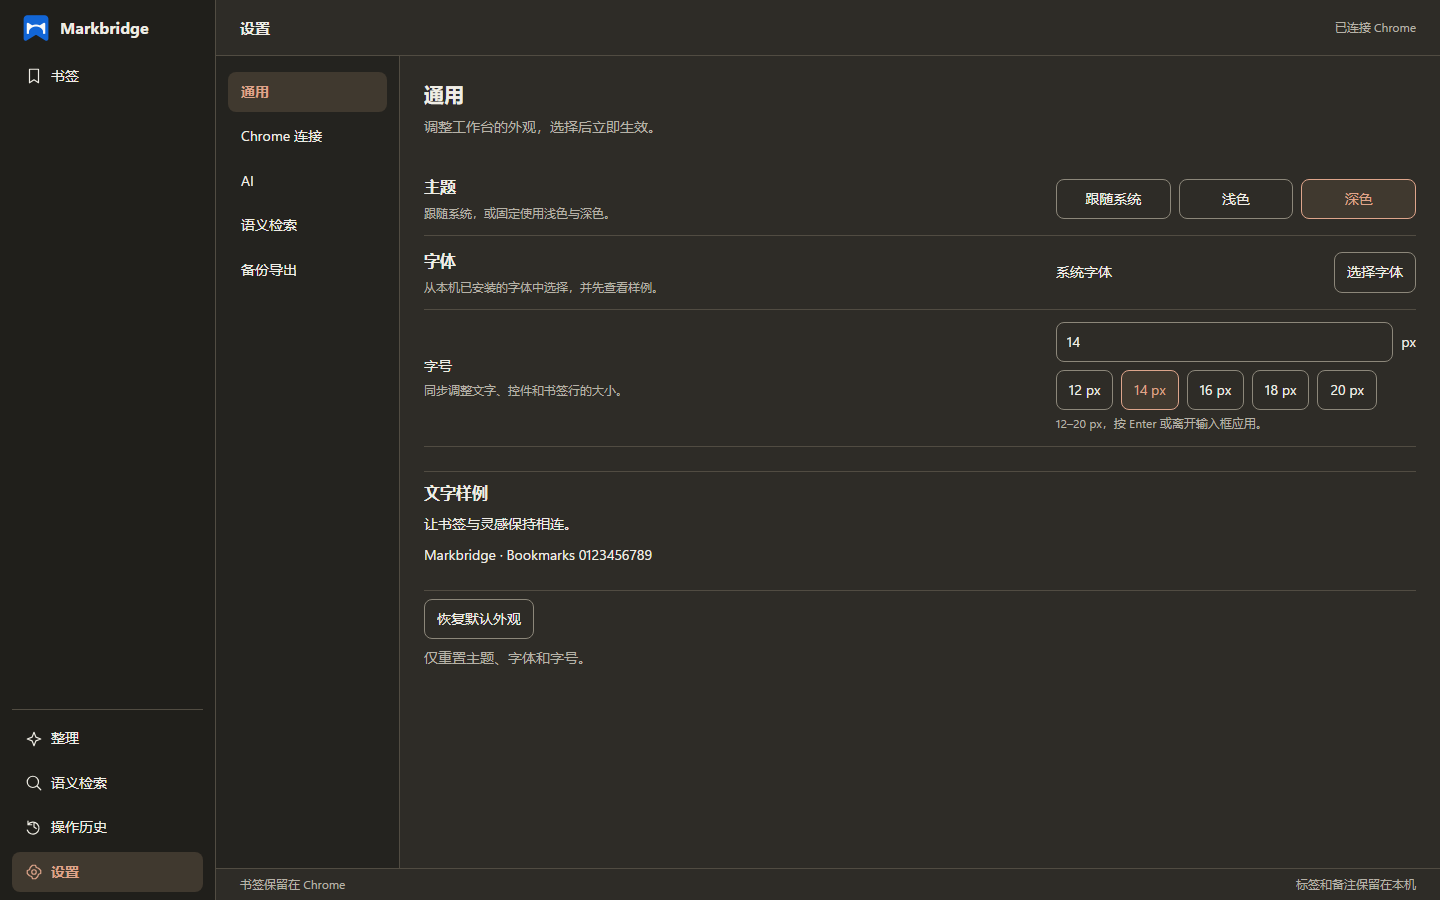 Markbridge
书签
整理
语义检索
操作历史
设置
设置
已连接 Chrome
通用
Chrome 连接
AI
语义检索
备份导出
通用
调整工作台的外观，选择后立即生效。
主题
跟随系统，或固定使用浅色与深色。
跟随系统
浅色
深色
字体
从本机已安装的字体中选择，并先查看样例。
系统字体
选择字体
字号
同步调整文字、控件和书签行的大小。
14 px
12 px
14 px
16 px
18 px
20 px
12–20 px，按 Enter 或离开输入框应用。
文字样例
让书签与灵感保持相连。
Markbridge · Bookmarks 0123456789
恢复默认外观
仅重置主题、字体和字号。
书签保留在 Chrome
标签和备注保留在本机